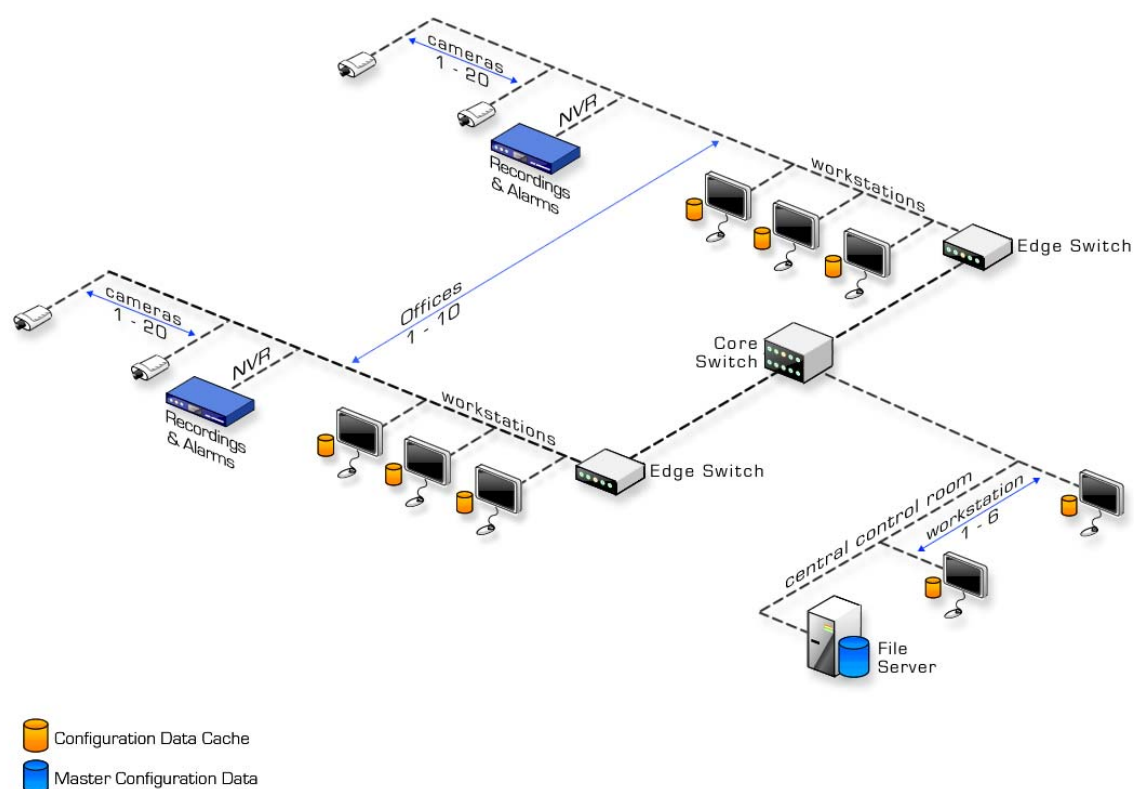 cameras
1 - 20
NVR
Recordings
& Alarms
workstations
Edge Switch
Offices
1 - 10
cameras
1 - 20
NVR
Recordings
& Alarms
workstations
Edge Switch
Core
Switch
central control room
workstation
1 - 6
File
Server
Configuration Data Cache
Master Configuration Data